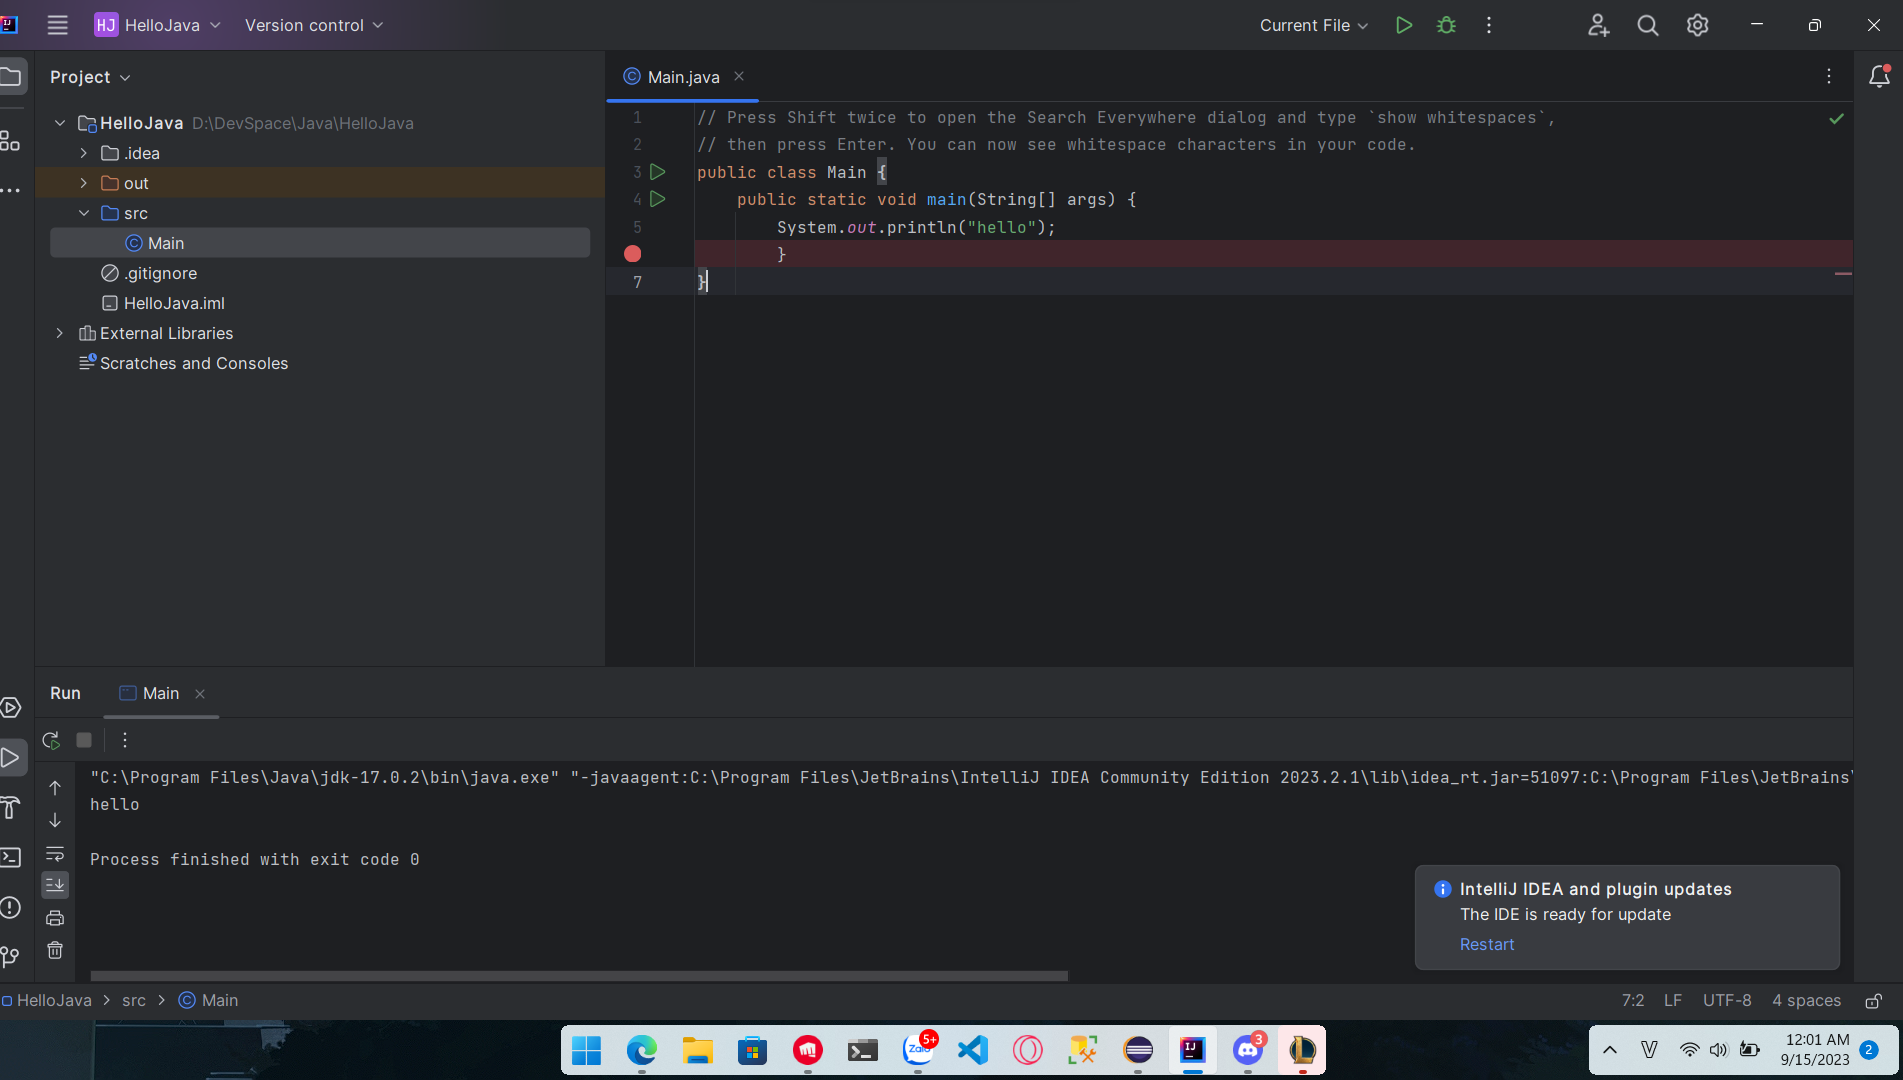 HJ HelloJava Version control Current File
Project
Main.java
HelloJava D:\DevSpace\Java\HelloJava
.idea
out
src
Main
.gitignore
HelloJava.iml
External Libraries
Scratches and Consoles
1 // Press Shift twice to open the Search Everywhere dialog and type `show whitespaces`,
2 // then press Enter. You can now see whitespace characters in your code.
3 public class Main {
4 public static void main(String[] args) {
5 System.out.println("hello");
}
7 }
Run Main
"C:\Program Files\Java\jdk-17.0.2\bin\java.exe" "-javaagent:C:\Program Files\JetBrains\IntelliJ IDEA Community Edition 2023.2.1\lib\idea_rt.jar=51097:C:\Program Files\JetBrains\
hello
Process finished with exit code 0
IntelliJ IDEA and plugin updates
The IDE is ready for update
Restart
HelloJava > src > Main
7:2 LF UTF-8 4 spaces
Zalo 5+ IJ 3
V 12:01 AM
9/15/2023 2